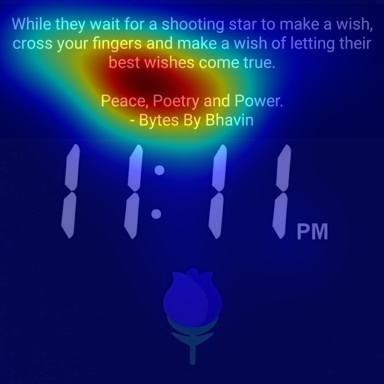 While they wait for a shooting star to make a wish,
cross your fingers and make a wish of letting their
best wishes come true.
Peace, Poetry and Power.
- Bytes By Bhavin
11:11 PM